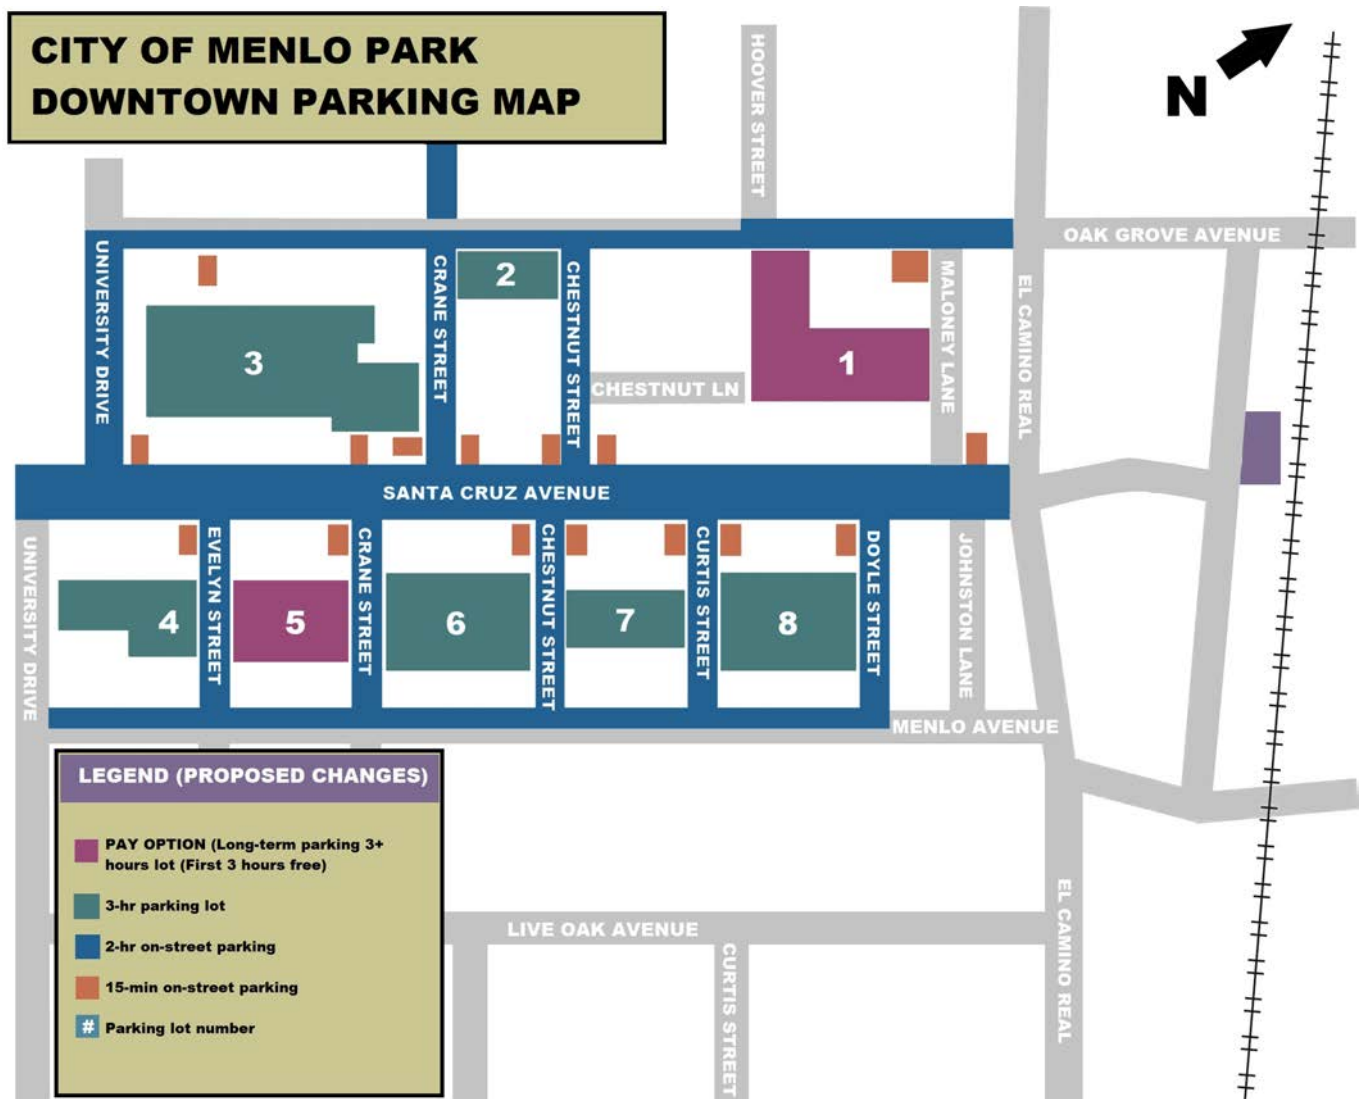 CITY OF MENLO PARK
DOWNTOWN PARKING MAP
HOOVER STREET
N
OAK GROVE AVENUE
UNIVERSITY DRIVE
CRANE STREET
2
CHESTNUT STREET
MALONEY LANE
EL CAMINO REAL
3
1
CHESTNUT LN
SANTA CRUZ AVENUE
UNIVERSITY DRIVE
EVELYN STREET
CRANE STREET
CHESTNUT STREET
CURTIS STREET
DOYLE STREET
JOHNSTON LANE
4
5
6
7
8
MENLO AVENUE
LEGEND (PROPOSED CHANGES)
PAY OPTION (Long-term parking 3+
hours lot (First 3 hours free)
3-hr parking lot
2-hr on-street parking
15-min on-street parking
# Parking lot number
LIVE OAK AVENUE
CURTIS STREET
EL CAMINO REAL